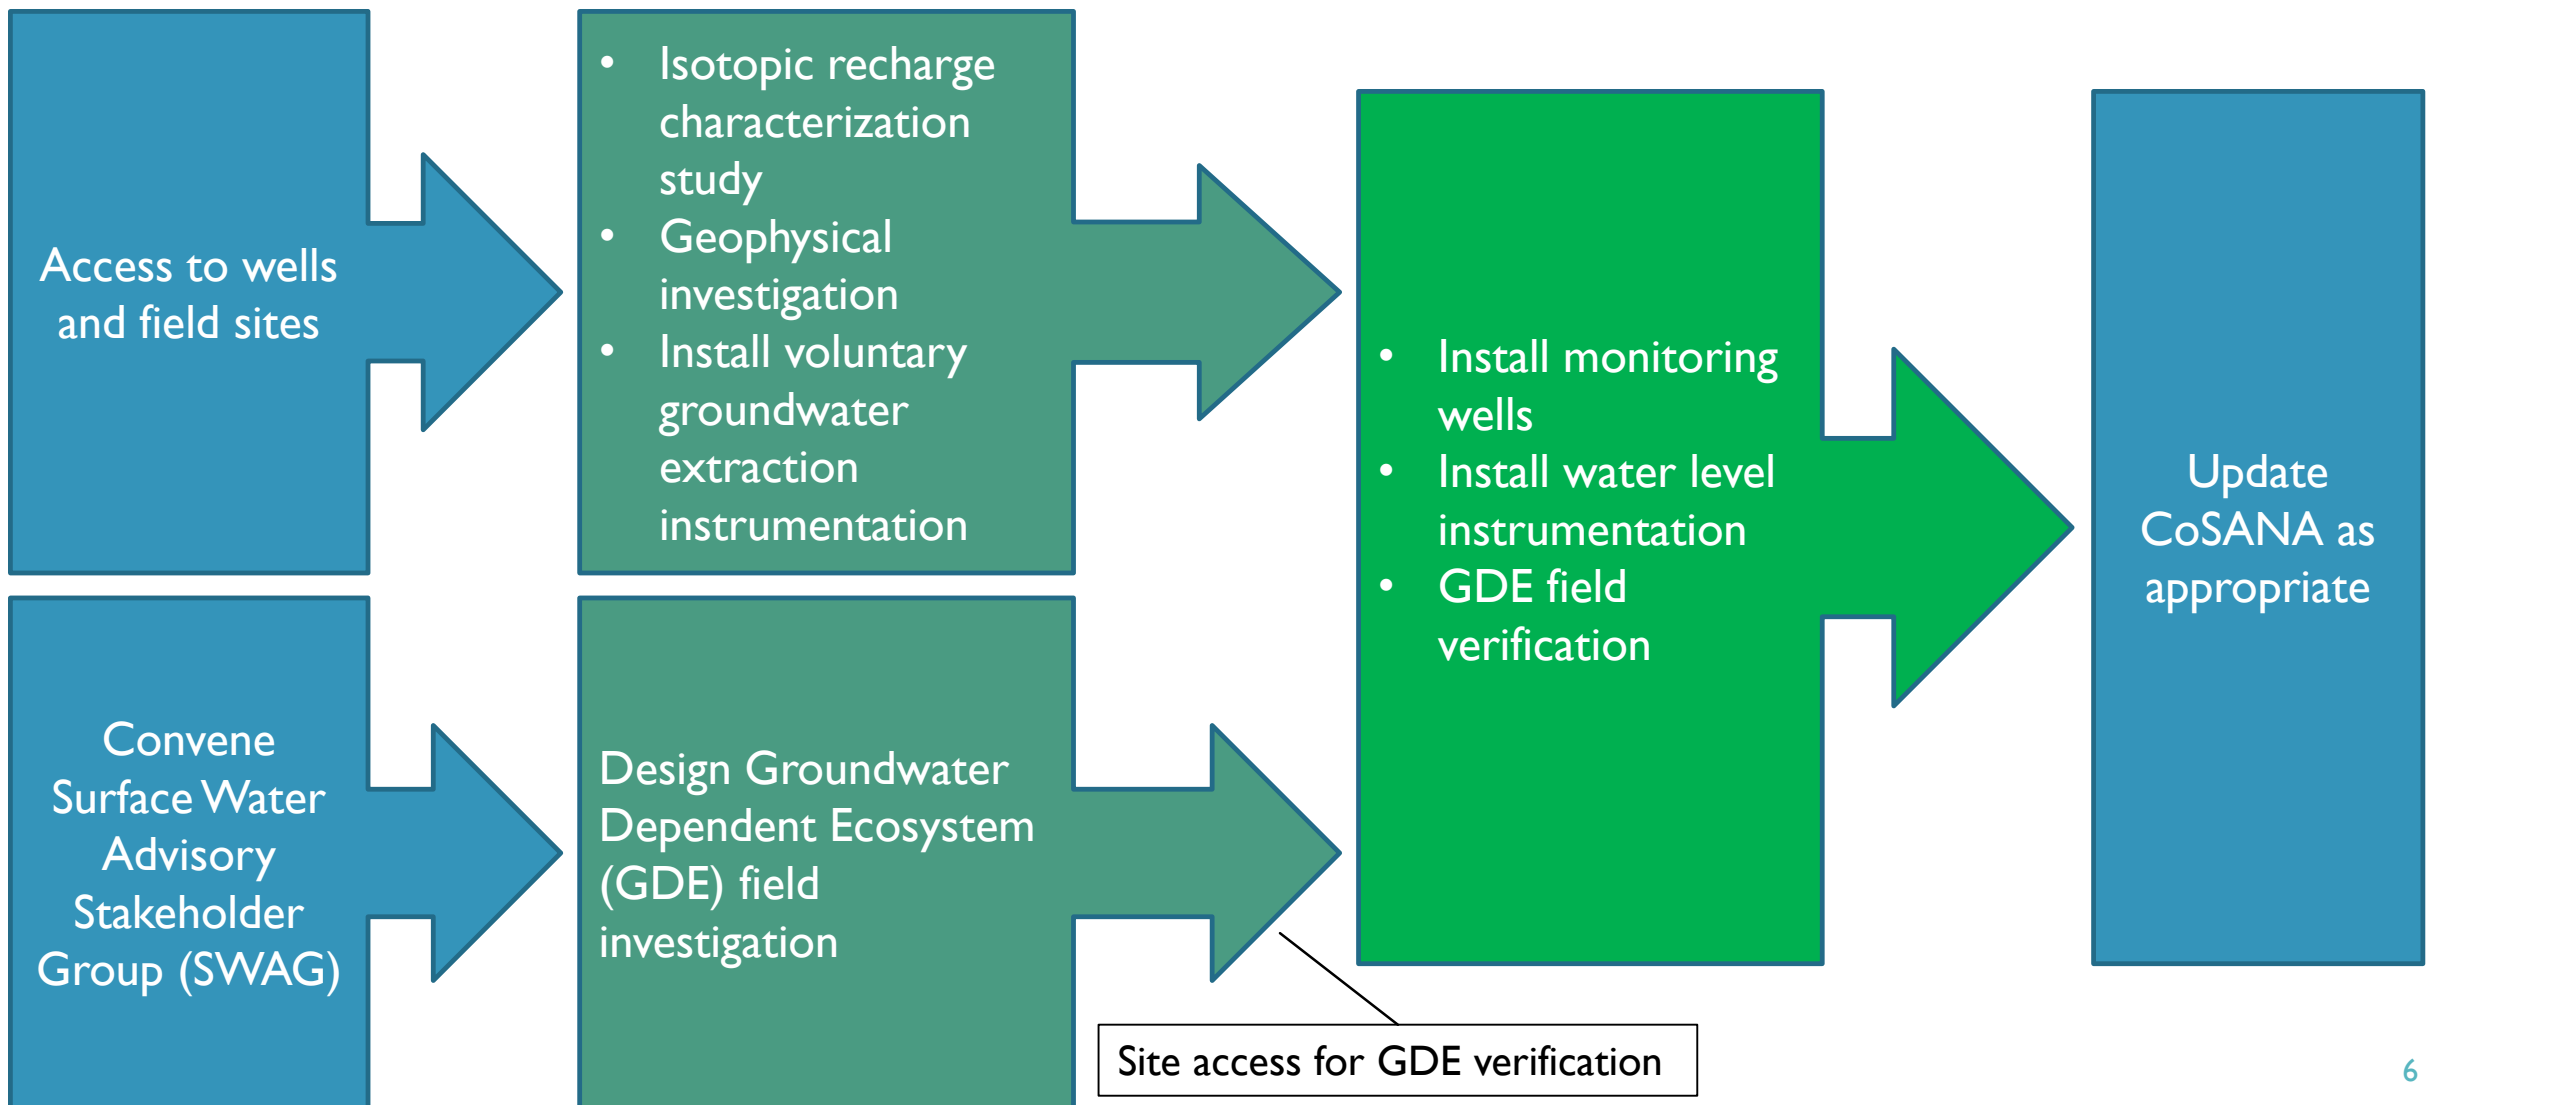 Access to wells
and field sites
• Isotopic recharge
characterization
study
• Geophysical
investigation
• Install voluntary
groundwater
extraction
instrumentation
Convene
Surface Water
Advisory
Stakeholder
Group (SWAG)
Design Groundwater
Dependent Ecosystem
(GDE) field
investigation
Site access for GDE verification
• Install monitoring
wells
• Install water level
instrumentation
• GDE field
verification
Update
CoSANA as
appropriate
6